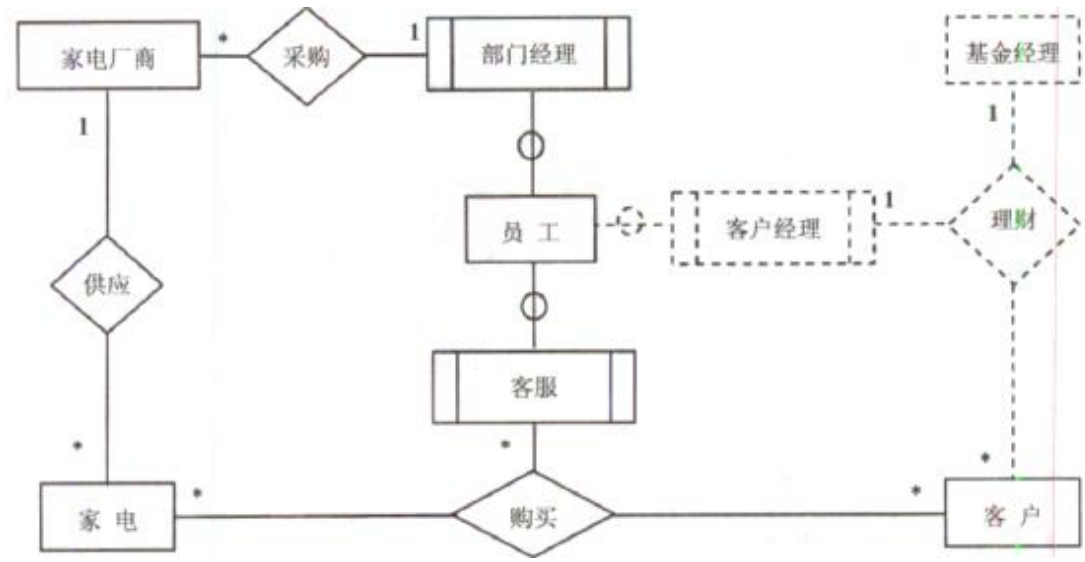 家电厂商
*
采购
1
部门经理
基金经理
1
1
员 工
客户经理
1
理财
供应
客服
*
*
*
家 电
*
购买
*
客 户